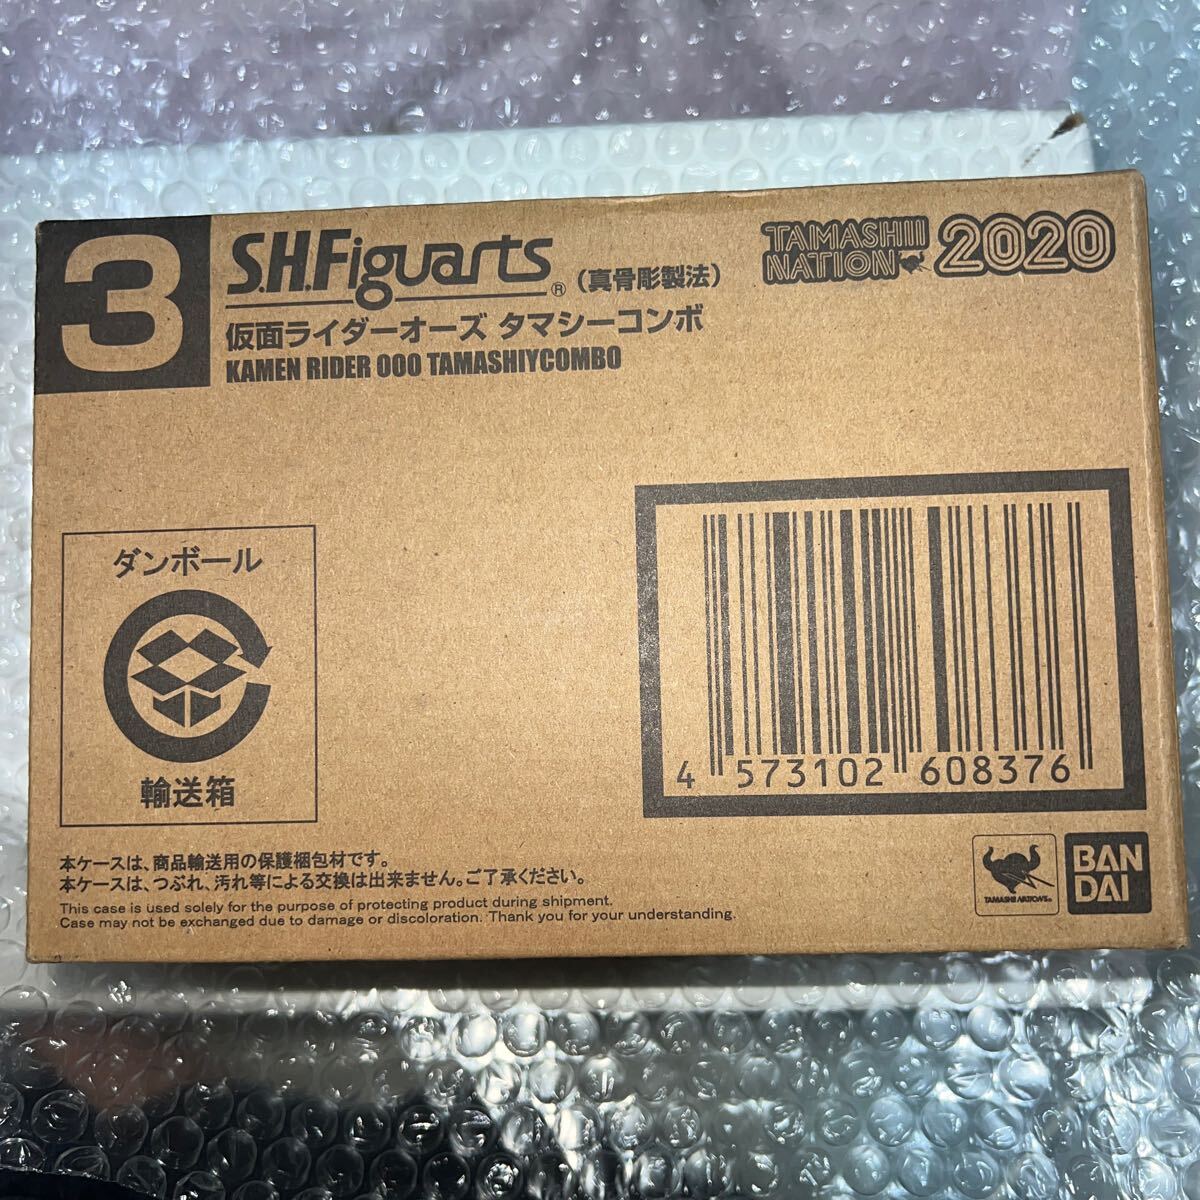 3
S.H.Figuarts® (真骨彫製法)
TAMASHII NATION 2020
仮面ライダーオーズ タマシーコンボ
KAMEN RIDER OOO TAMASHIYCOMBO
ダンボール
輸送箱
4 573102 608376
本ケースは、商品輸送用の保護梱包材です。
本ケースは、つぶれ、汚れ等による交換は出来ません。ご了承ください。
This case is used solely for the purpose of protecting product during shipment.
Case may not be exchanged due to damage or discoloration. Thank you for your understanding.
TAMASHII NATIONS
BAN
DAI